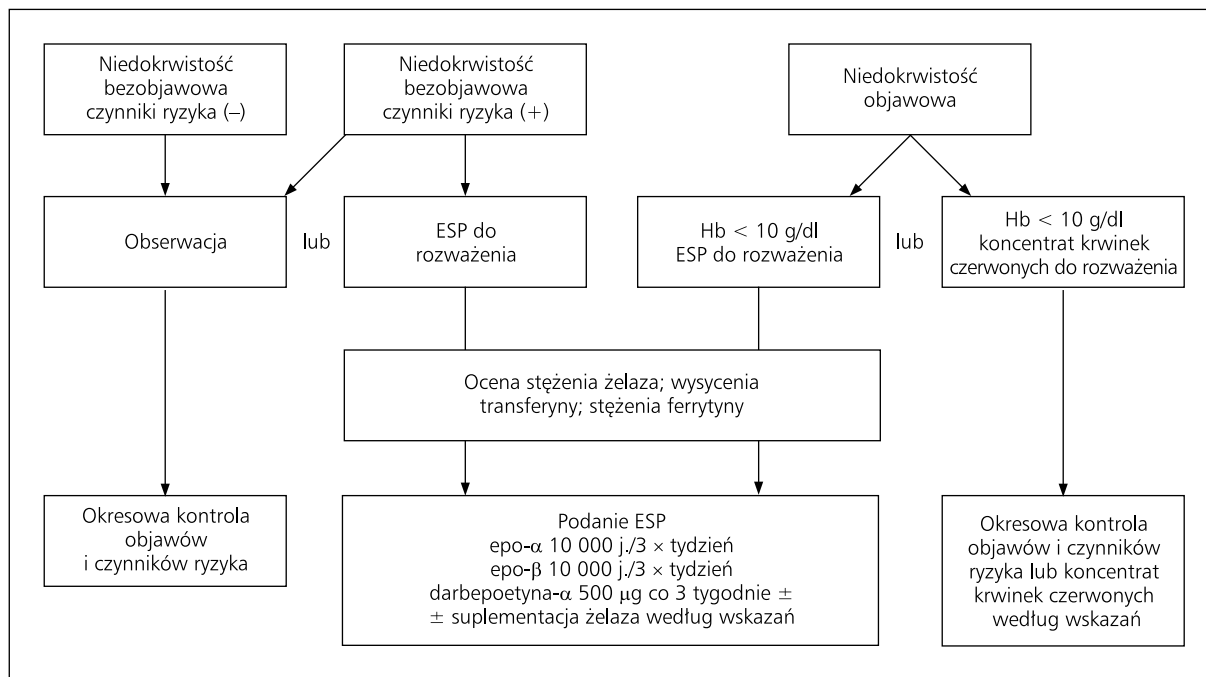 Niedokrwistość
bezobjawowa
czynniki ryzyka (–)
Niedokrwistość
bezobjawowa
czynniki ryzyka (+)
Niedokrwistość
objawowa
Obserwacja
lub
ESP do
rozważenia
Hb < 10 g/dl
ESP do rozważenia
lub
Hb < 10 g/dl
koncentrat krwinek
czerwonych do rozważenia
Ocena stężenia żelaza; wysycenia
transferyny; stężenia ferrytyny
Okresowa kontrola
objawów
i czynników ryzyka
Podanie ESP
epo-α 10 000 j./3 × tydzień
epo-β 10 000 j./3 × tydzień
darbepoetyna-α 500 μg co 3 tygodnie ±
± suplementacja żelaza według wskazań
Okresowa kontrola
objawów i czynników
ryzyka lub koncentrat
krwinek czerwonych
według wskazań